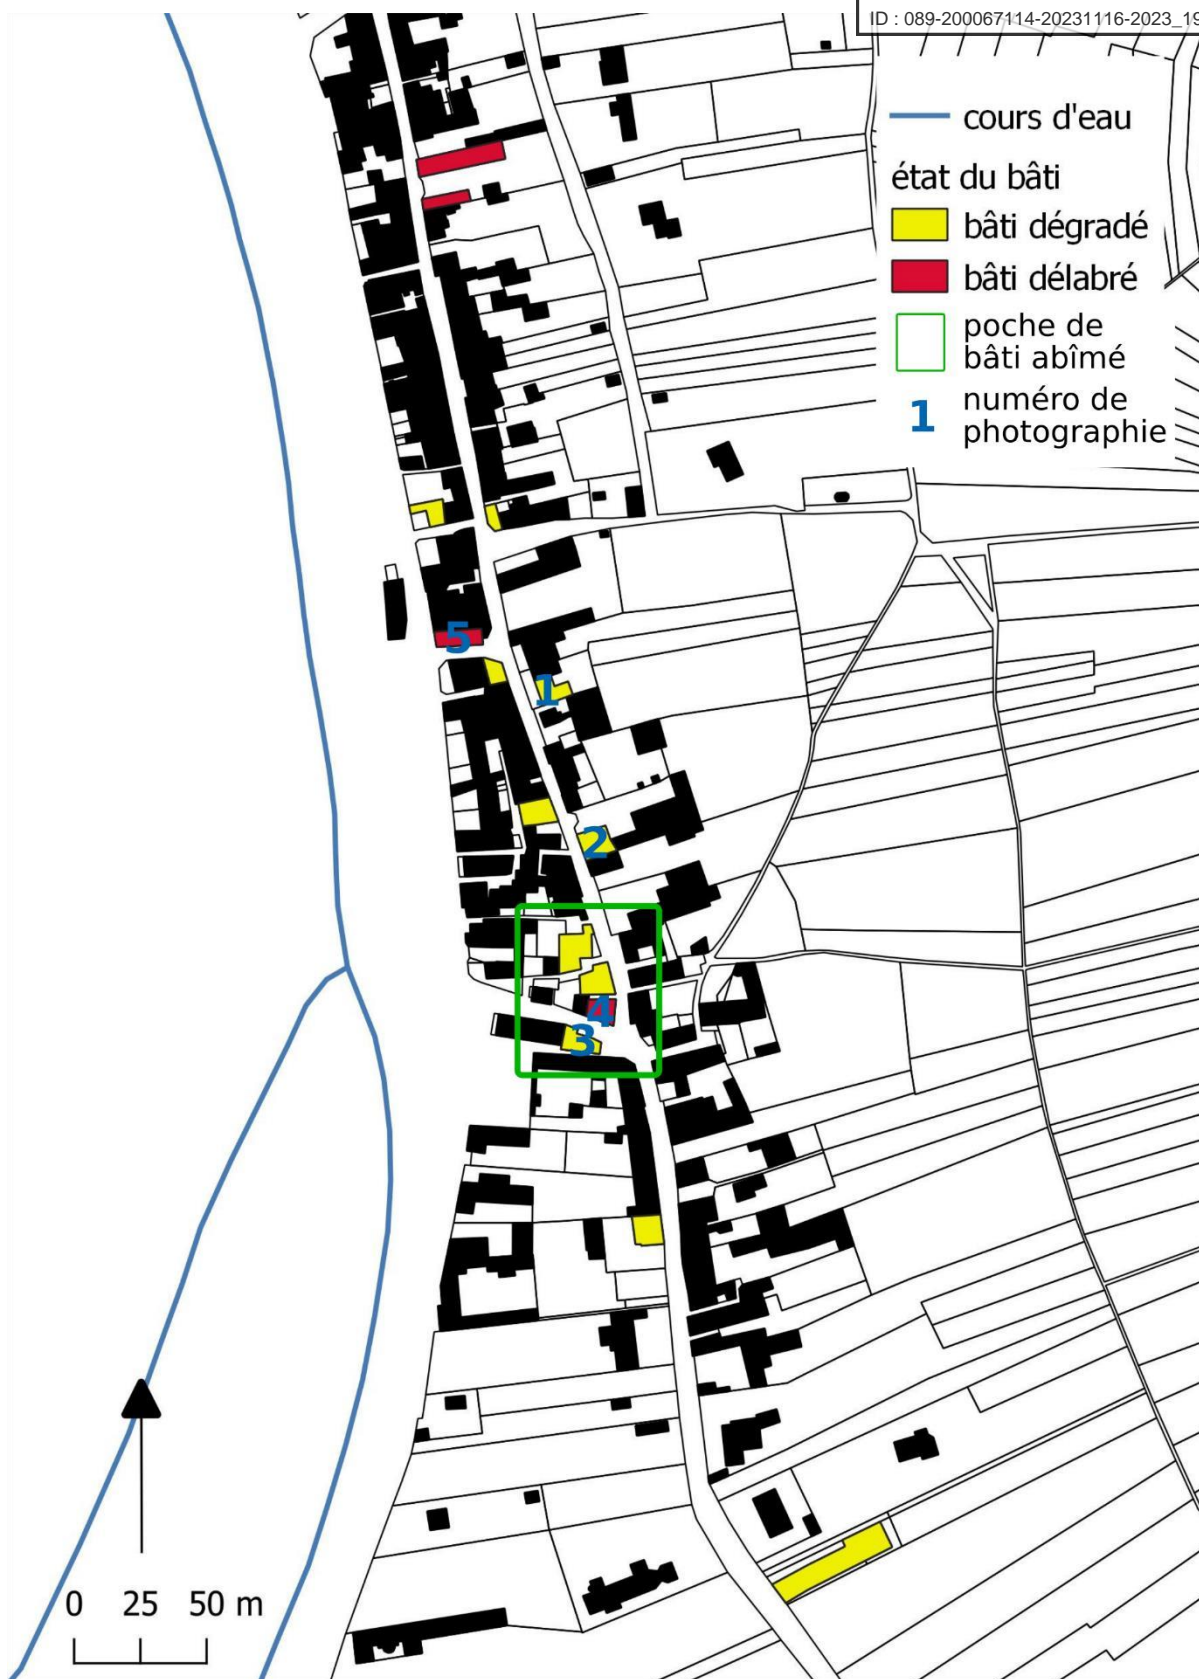 ID : 089-200067114-20231116-2023_19
cours d'eau
état du bâti
bâti dégradé
bâti délabré
poche de
bâti abîmé
1 numéro de
photographie
5
1
2
4
3
0 25 50 m